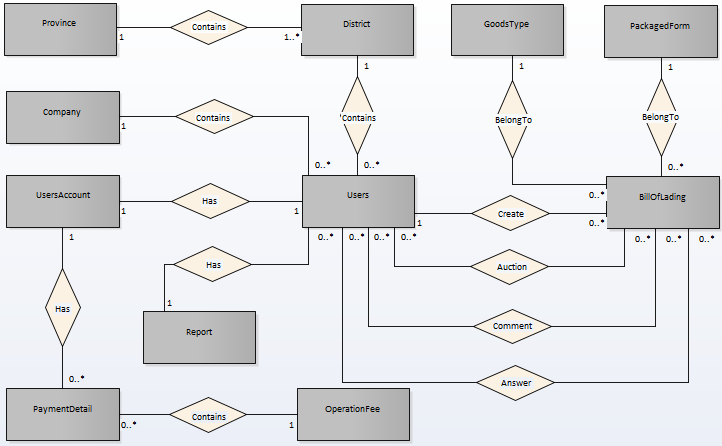 Province
Contains
District
GoodsType
PackagedForm
1
1..*
1
1
1
Company
Contains
'Contains
BelongTo
BelongTo
1
0..*
0..*
0..*
UsersAccount
Has
Users
BillOfLading
0..*
1
1
Create
1
0..*
1
0..*
0..*
0..*
0..*
0..*
0..*
0..*
Has
Auction
1
Has
Report
Comment
0..*
Answer
PaymentDetail
Contains
OperationFee
0..*
1